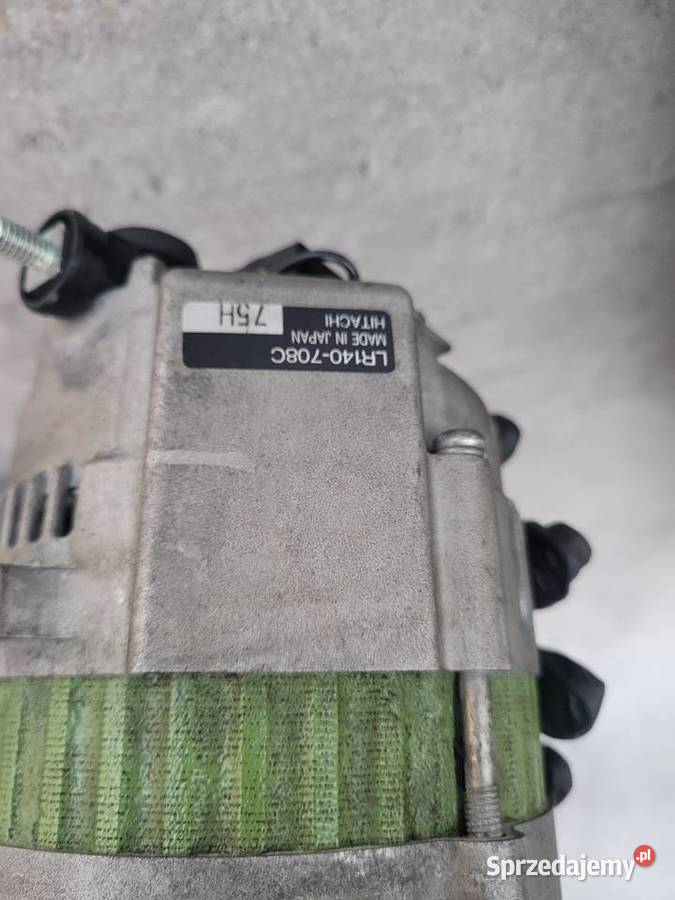 LR140-708C
MADE IN JAPAN
HITACHI 75H
Sprzedajemy.pl